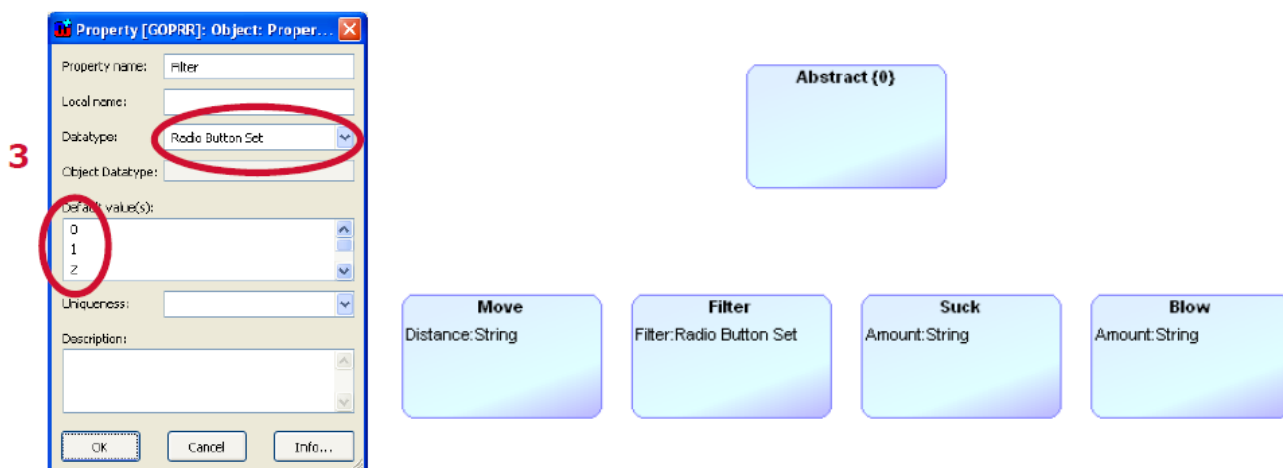 Property [GOPRR]: Object: Proper...
Property name: Filter
Local name:
Datatype: Radio Button Set
3
Object Datatype:
Default value(s):
0
1
2
Uniqueness:
Description:
OK Cancel Info...
Abstract {0}
Move
Distance:String
Filter
Filter:Radio Button Set
Suck
Amount:String
Blow
Amount:String